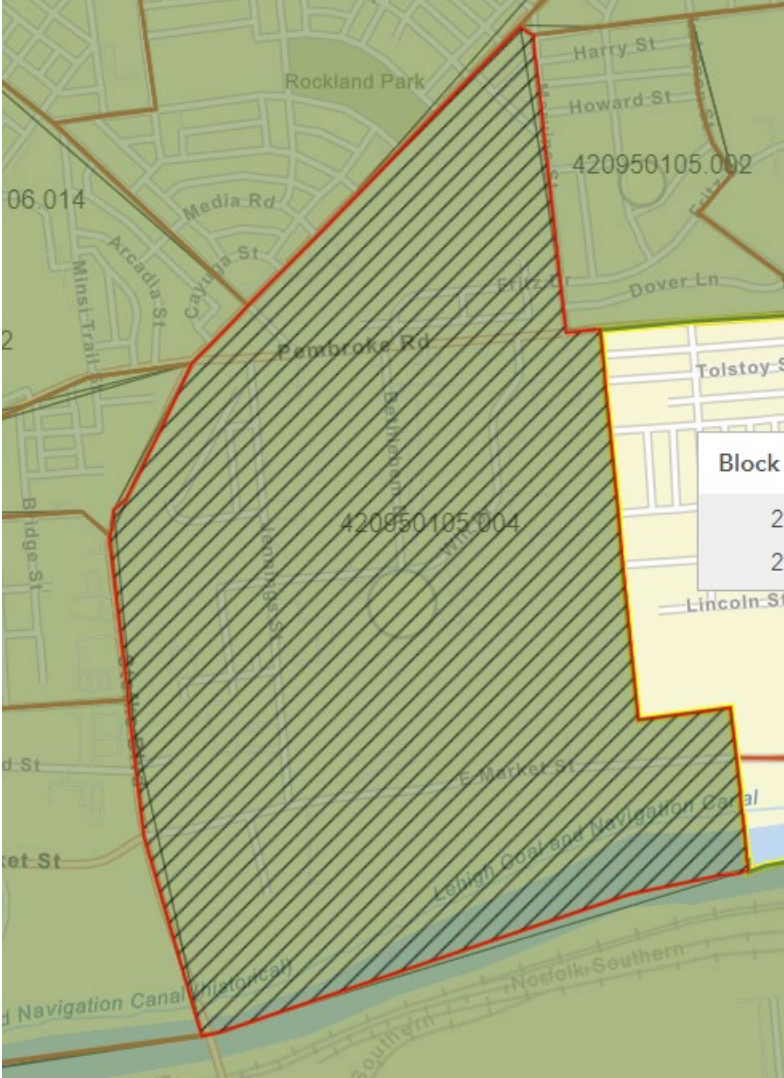 Harry St
Rockland Park
Howard St
420950105.002
06.014
Media Rd
Arcadia St
Cayuga St
Minsi Trail St
Fritz Dr
Dover Ln
2
Pembroke Rd
Tolstoy S
Block
2
420950105.004
2
Bridge St
Jennings St
Lincoln St
d St
E Market St
Lehigh Coal and Navigation Canal
ket St
d Navigation Canal (historical)
Norfolk Southern
Southern